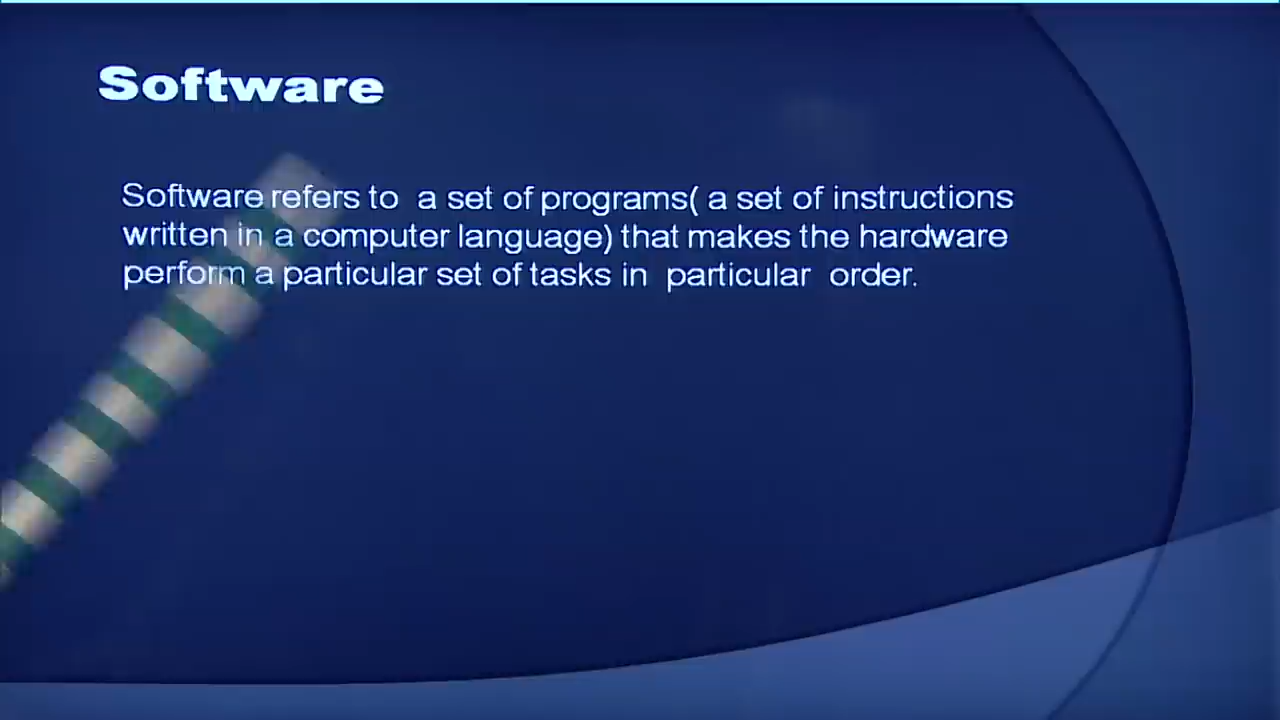 Software
Software refers to a set of programs( a set of instructions
written in a computer language) that makes the hardware
perform a particular set of tasks in particular order.